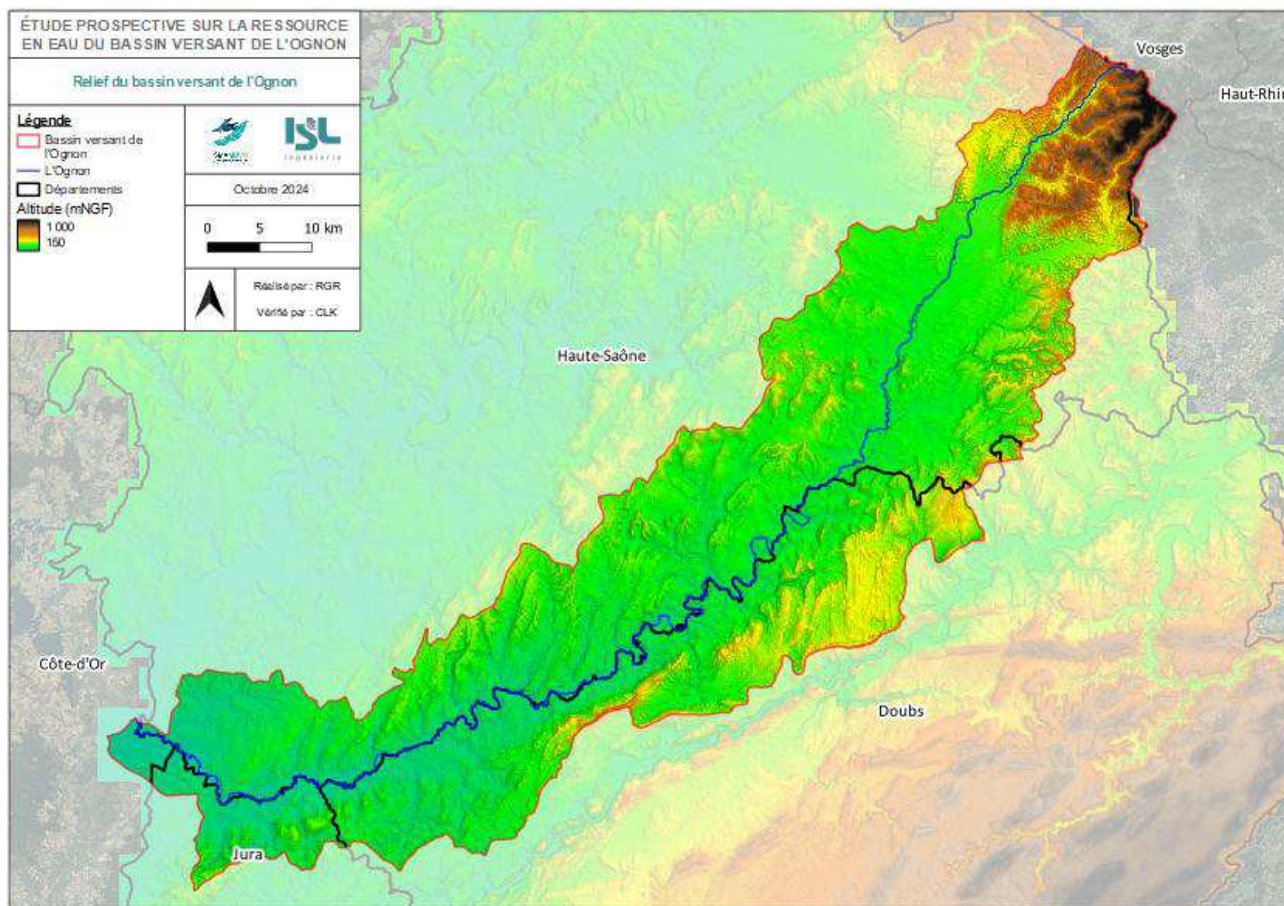 ÉTUDE PROSPECTIVE SUR LA RESSOURCE
EN EAU DU BASSIN VERSANT DE L'OGNON
Relief du bassin versant de l'Ognon
Légende
Bassin versant de
l'Ognon
L'Ognon
Départements
Altitude (mNGF)
1 000
150
ISL
Ingénierie
Octobre 2024
0 5 10 km
Réalisé par : RGR
Vérifié par : CLK
Vosges
Haut-Rhin
Haute-Saône
Côte-d'Or
Doubs
Jura